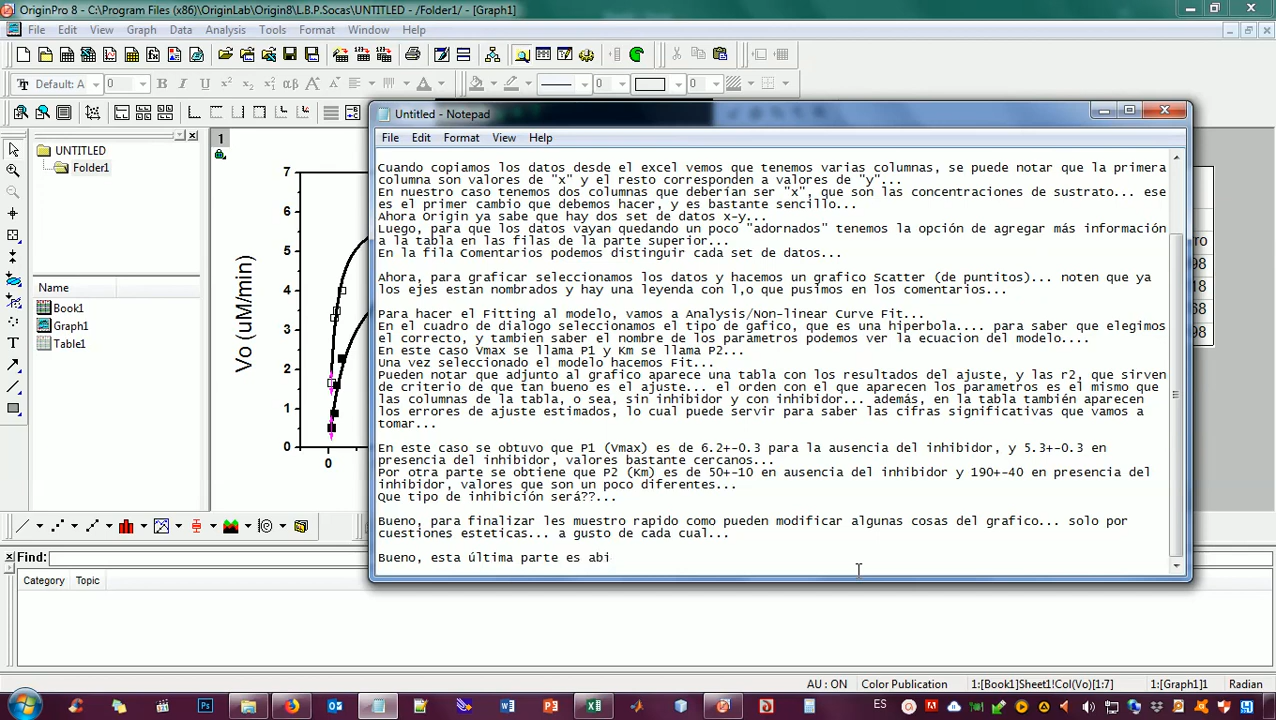 OriginPro 8 - C:\Program Files (x86)\OriginLab\Origin8\L.B.P.Socas\UNTITLED - /Folder1/ - [Graph1]
File Edit View Graph Data Analysis Tools Format Window Help
Default A 0
0 0
UNTITLED
Folder1
Name
Book1
Graph1
Table1
1
Vo (uM/min)
7
6
5
4
3
2
1
0
0
Untitled - Notepad
File Edit Format View Help
Cuando copiamos los datos desde el excel vemos que tenemos varias columnas, se puede notar que la primera
columna son valores de "x" y el resto corresponden a valores de "y"...
En nuestro caso tenemos dos columnas que deberían ser "x", que son las concentraciones de sustrato... ese
es el primer cambio que debemos hacer, y es bastante sencillo...
Ahora Origin ya sabe que hay dos set de datos x-y...
Luego, para que los datos vayan quedando un poco "adornados" tenemos la opción de agregar más información
a la tabla en las filas de la parte superior...
En la fila Comentarios podemos distinguir cada set de datos...
Ahora, para graficar seleccionamos los datos y hacemos un grafico Scatter (de puntitos)... noten que ya
los ejes estan nombrados y hay una leyenda con l,o que pusimos en los comentarios...
Para hacer el Fitting al modelo, vamos a Analysis/Non-linear Curve Fit...
En el cuadro de dialogo seleccionamos el tipo de gafico, que es una hiperbola.... para saber que elegimos
el correcto, y tambien saber el nombre de los parámetros podemos ver la ecuacion del modelo....
En este caso Vmax se llama P1 y Km se llama P2...
Una vez seleccionado el modelo hacemos Fit...
Pueden notar que adjunto al grafico aparece una tabla con los resultados del ajuste, y las r2, que sirven
de criterio de que tan bueno es el ajuste... el orden con el que aparecen los parametros es el mismo que
las columnas de la tabla, o sea, sin inhibidor y con inhibidor... además, en la tabla también aparecen
los errores de ajuste estimados, lo cual puede servir para saber las cifras significativas que vamos a
tomar...
En este caso se obtuvo que P1 (Vmax) es de 6.2+-0.3 para la ausencia del inhibidor, y 5.3+-0.3 en
presencia del inhibidor, valores bastante cercanos...
Por otra parte se obtiene que P2 (Km) es de 50+-10 en ausencia del inhibidor y 190+-40 en presencia del
inhibidor, valores que son un poco diferentes...
Que tipo de inhibición será??...
Bueno, para finalizar les muestro rapido como pueden modificar algunas cosas del grafico... solo por
cuestiones esteticas... a gusto de cada cual...
Bueno, esta última parte es abi
TO
98
98
Find:
Category Topic
AU : ON Color Publication 1:[Book1]Sheet1!Col(Vo)[1:7] 1:[Graph1]1 Radian
ES